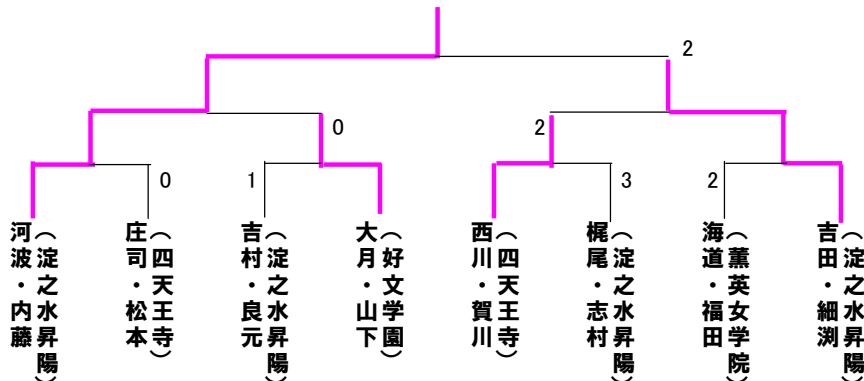 2
0
2
0
1
3
2
河波・内藤
（淀之水昇陽）
庄司・松本
（四天王寺）
吉村・良元
（淀之水昇陽）
大月・山下
（好文学園）
西川・賀川
（四天王寺）
梶尾・志村
（淀之水昇陽）
海道・福田
（薫英女学院）
吉田・細渕
（淀之水昇陽）